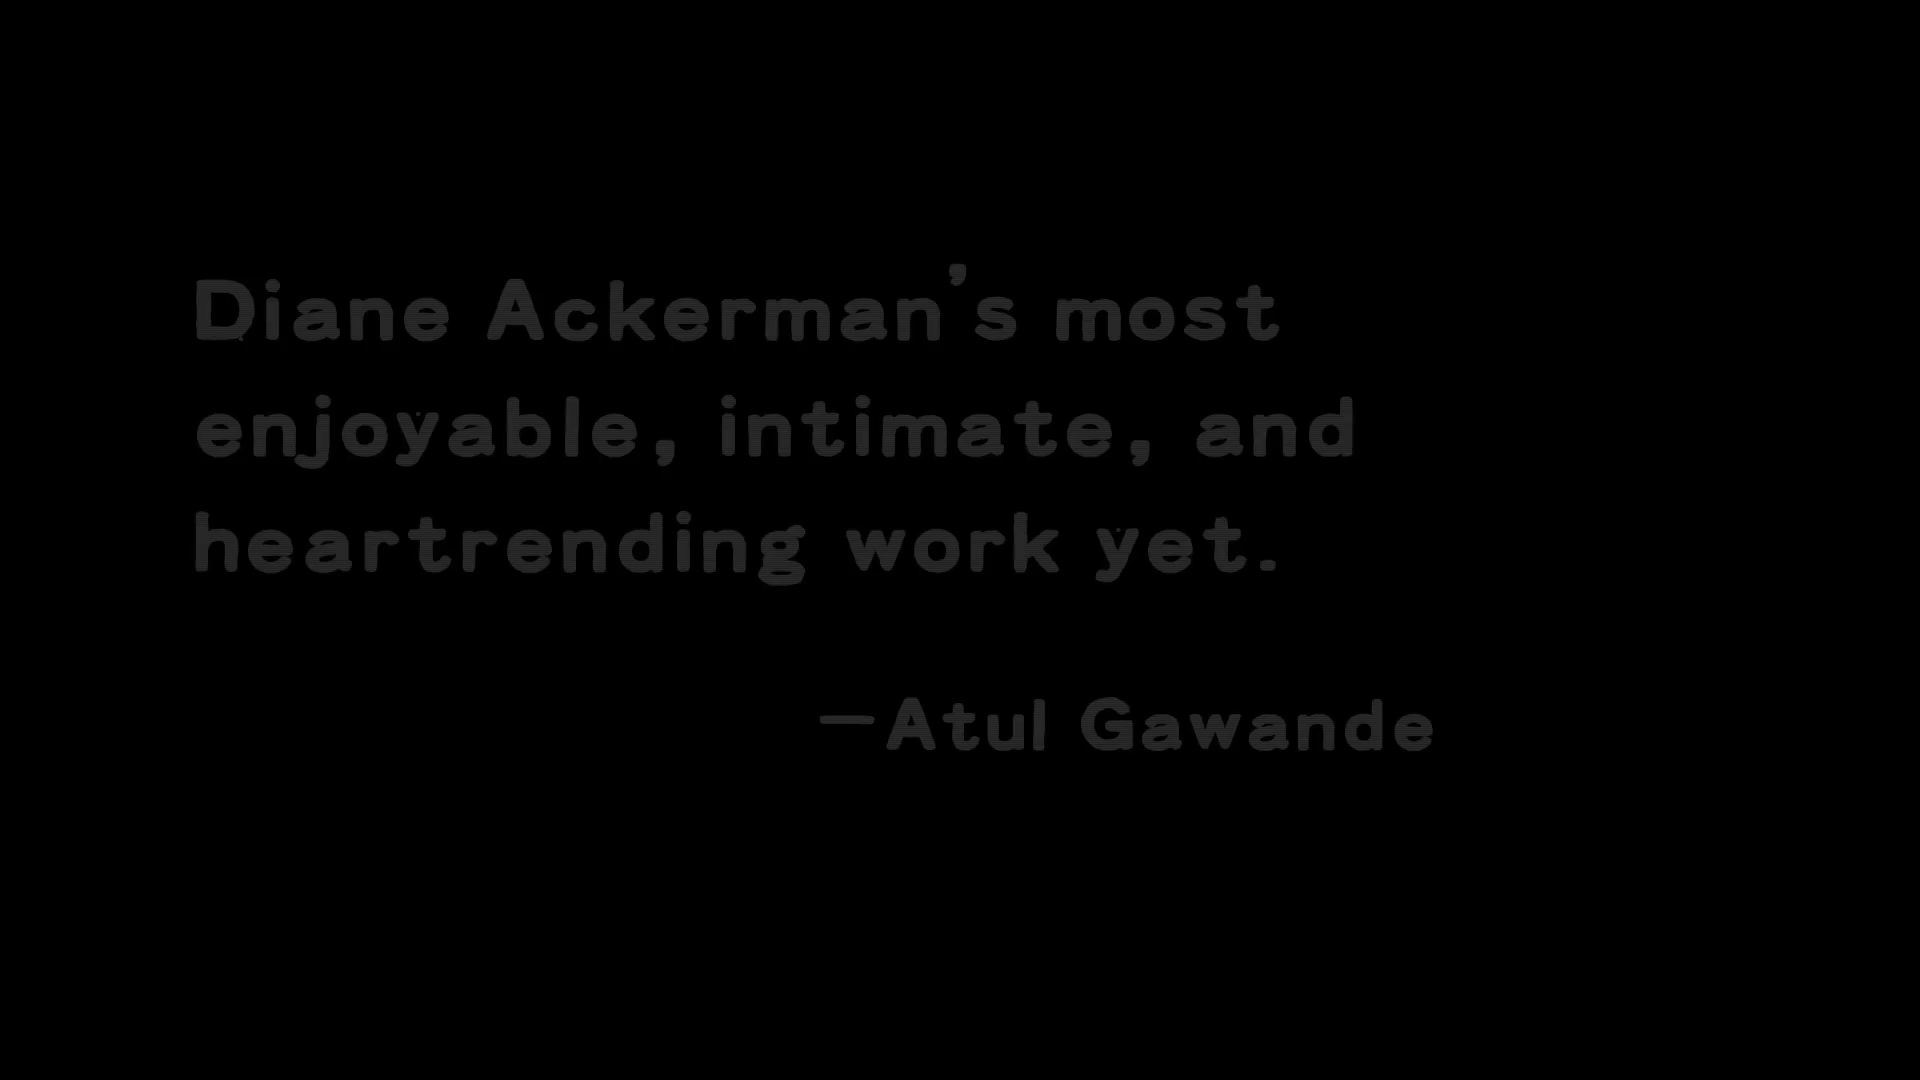 Diane Ackerman’s most
enjoyable, intimate, and
heartrending work yet.
—Atul Gawande